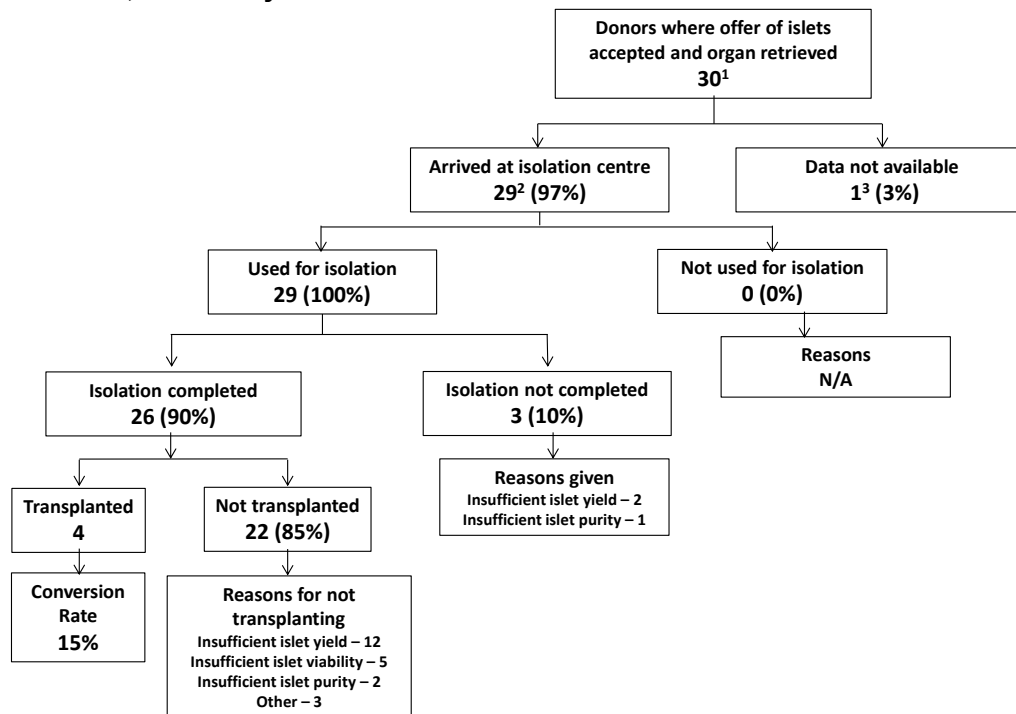 Donors where offer of islets
accepted and organ retrieved
30¹
Arrived at isolation centre
29² (97%)
Data not available
1³ (3%)
Used for isolation
29 (100%)
Not used for isolation
0 (0%)
Reasons
N/A
Isolation completed
26 (90%)
Isolation not completed
3 (10%)
Reasons given
Insufficient islet yield – 2
Insufficient islet purity – 1
Transplanted
4
Not transplanted
22 (85%)
Conversion
Rate
15%
Reasons for not
transplanting
Insufficient islet yield – 12
Insufficient islet viability – 5
Insufficient islet purity – 2
Other – 3